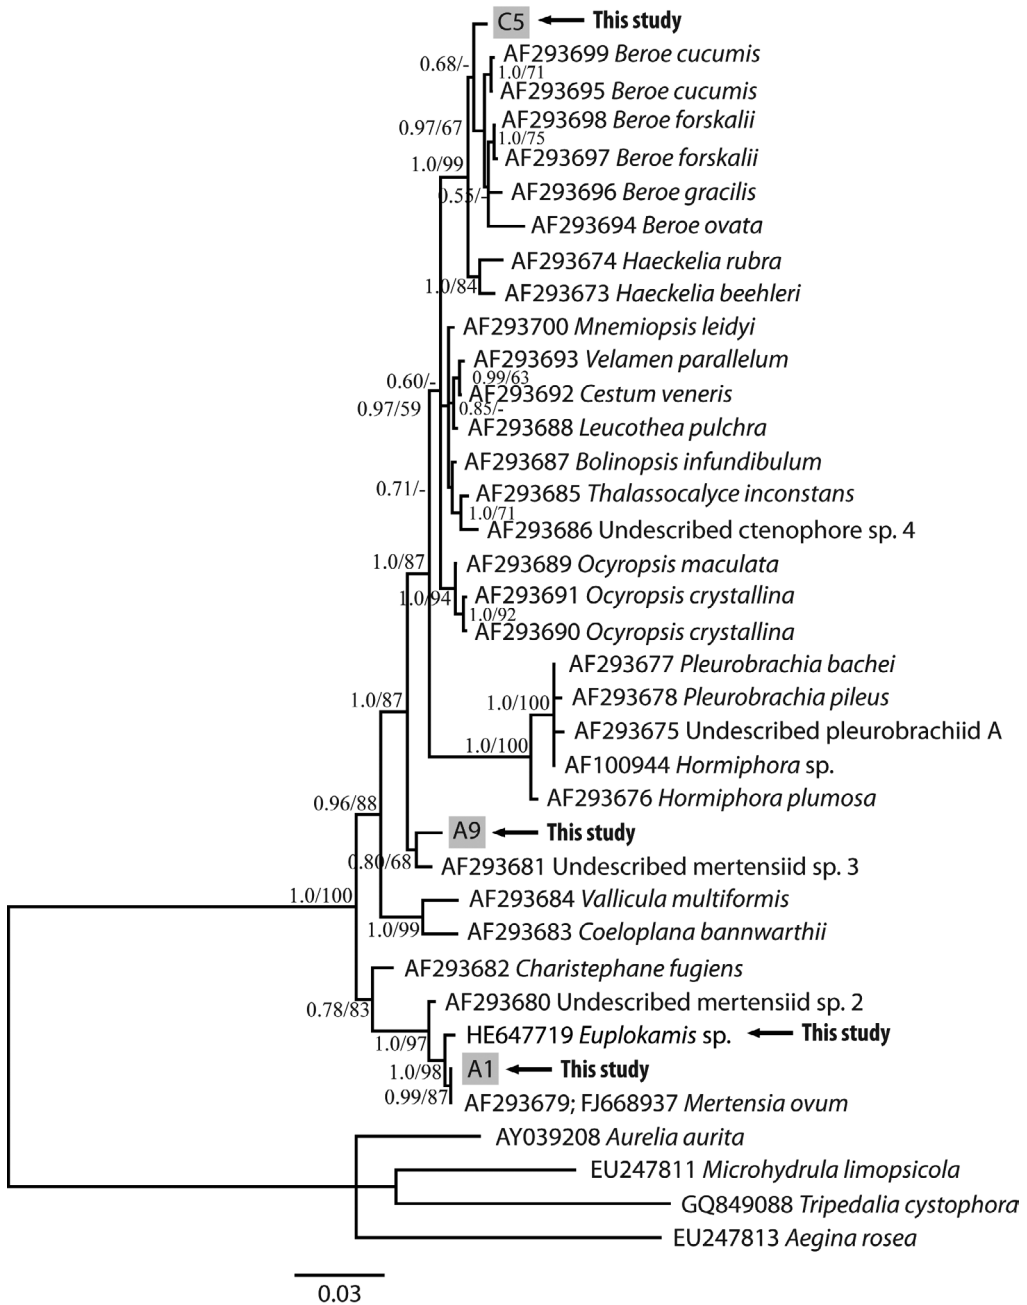 C5 This study
AF293699 Beroe cucumis
0.68/-
1.0/71
AF293695 Beroe cucumis
AF293698 Beroe forskalii
0.97/67
1.0/75
AF293697 Beroe forskalii
1.0/99
AF293696 Beroe gracilis
0.55/-
AF293694 Beroe ovata
AF293674 Haeckelia rubra
1.0/84
AF293673 Haeckelia beehleri
AF293700 Mnemiopsis leidyi
AF293693 Velamen parallelum
0.60/-
0.99/63
AF293692 Cestum veneris
0.97/59
0.85/-
AF293688 Leucothea pulchra
AF293687 Bolinopsis infundibulum
0.71/-
AF293685 Thalassocalyce inconstans
1.0/71
AF293686 Undescribed ctenophore sp. 4
1.0/87
AF293689 Ocyropsis maculata
1.0/94
AF293691 Ocyropsis crystallina
1.0/92
AF293690 Ocyropsis crystallina
AF293677 Pleurobrachia bachei
1.0/87
1.0/100
AF293678 Pleurobrachia pileus
AF293675 Undescribed pleurobrachiid A
1.0/100
AF100944 Hormiphora sp.
0.96/88
AF293676 Hormiphora plumosa
A9 This study
0.80/68
AF293681 Undescribed mertensiid sp. 3
1.0/100
AF293684 Vallicula multiformis
1.0/99
AF293683 Coeloplana bannwarthii
AF293682 Charistephane fugiens
0.78/83
AF293680 Undescribed mertensiid sp. 2
1.0/97
HE647719 Euplokamis sp. This study
1.0/98
A1 This study
0.99/87
AF293679; FJ668937 Mertensia ovum
AY039208 Aurelia aurita
EU247811 Microhydrula limopsicola
GQ849088 Tripedalia cystophora
EU247813 Aegina rosea
0.03